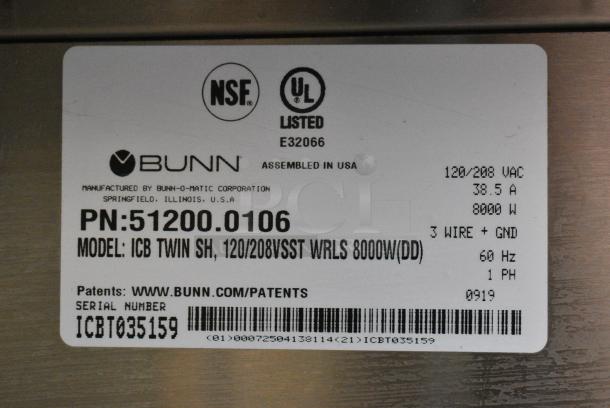 NSF®
UL®
LISTED
E32066
BUNN®
ASSEMBLED IN USA
MANUFACTURED BY BUNN-O-MATIC CORPORATION
SPRINGFIELD, ILLINOIS, U.S.A
PN:51200.0106
MODEL: ICB TWIN SH, 120/208VSST WRLS 8000W(DD)
120/208 VAC
38.5 A
8000 W
3 WIRE + GND
60 Hz
1 PH
0919
Patents: WWW.BUNN.COM/PATENTS
SERIAL NUMBER
ICBT035159
(01)00072504138114(21)ICBT035159
PCI